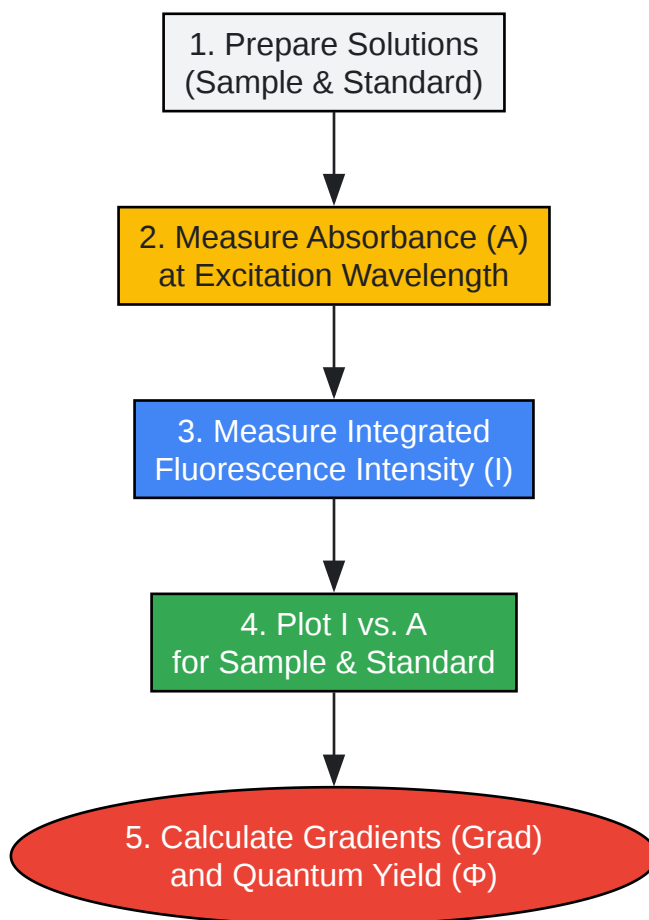 1. Prepare Solutions
(Sample & Standard)
2. Measure Absorbance (A)
at Excitation Wavelength
3. Measure Integrated
Fluorescence Intensity (I)
4. Plot I vs. A
for Sample & Standard
5. Calculate Gradients (Grad)
and Quantum Yield (Φ)